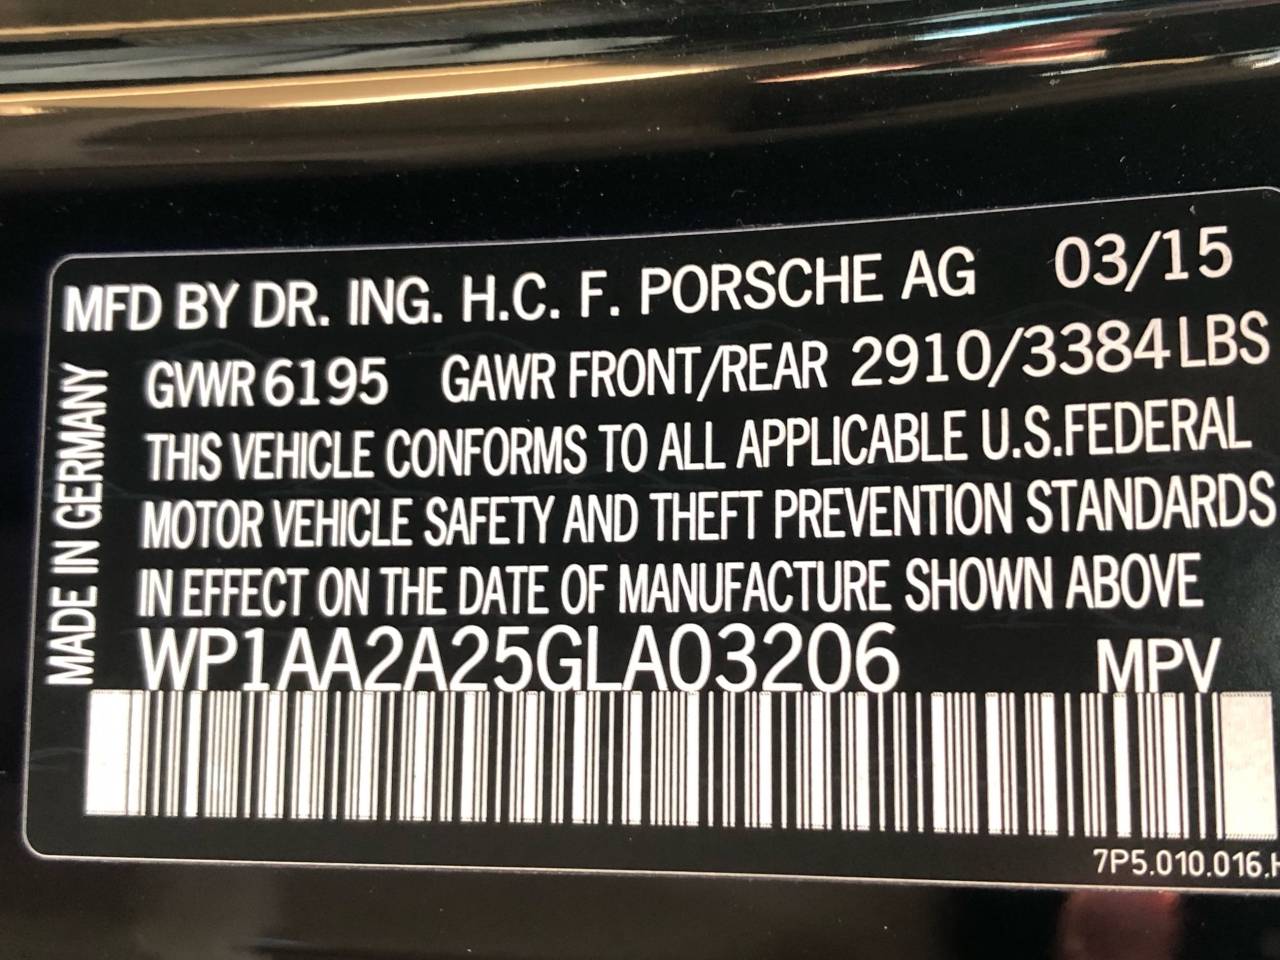 MFD BY DR. ING. H.C. F. PORSCHE AG 03/15
GVWR 6195 GAWR FRONT/REAR 2910/3384 LBS
THIS VEHICLE CONFORMS TO ALL APPLICABLE U.S.FEDERAL
MOTOR VEHICLE SAFETY AND THEFT PREVENTION STANDARDS
IN EFFECT ON THE DATE OF MANUFACTURE SHOWN ABOVE
WP1AA2A25GLA03206 MPV
MADE IN GERMANY
7P5.010.016.H